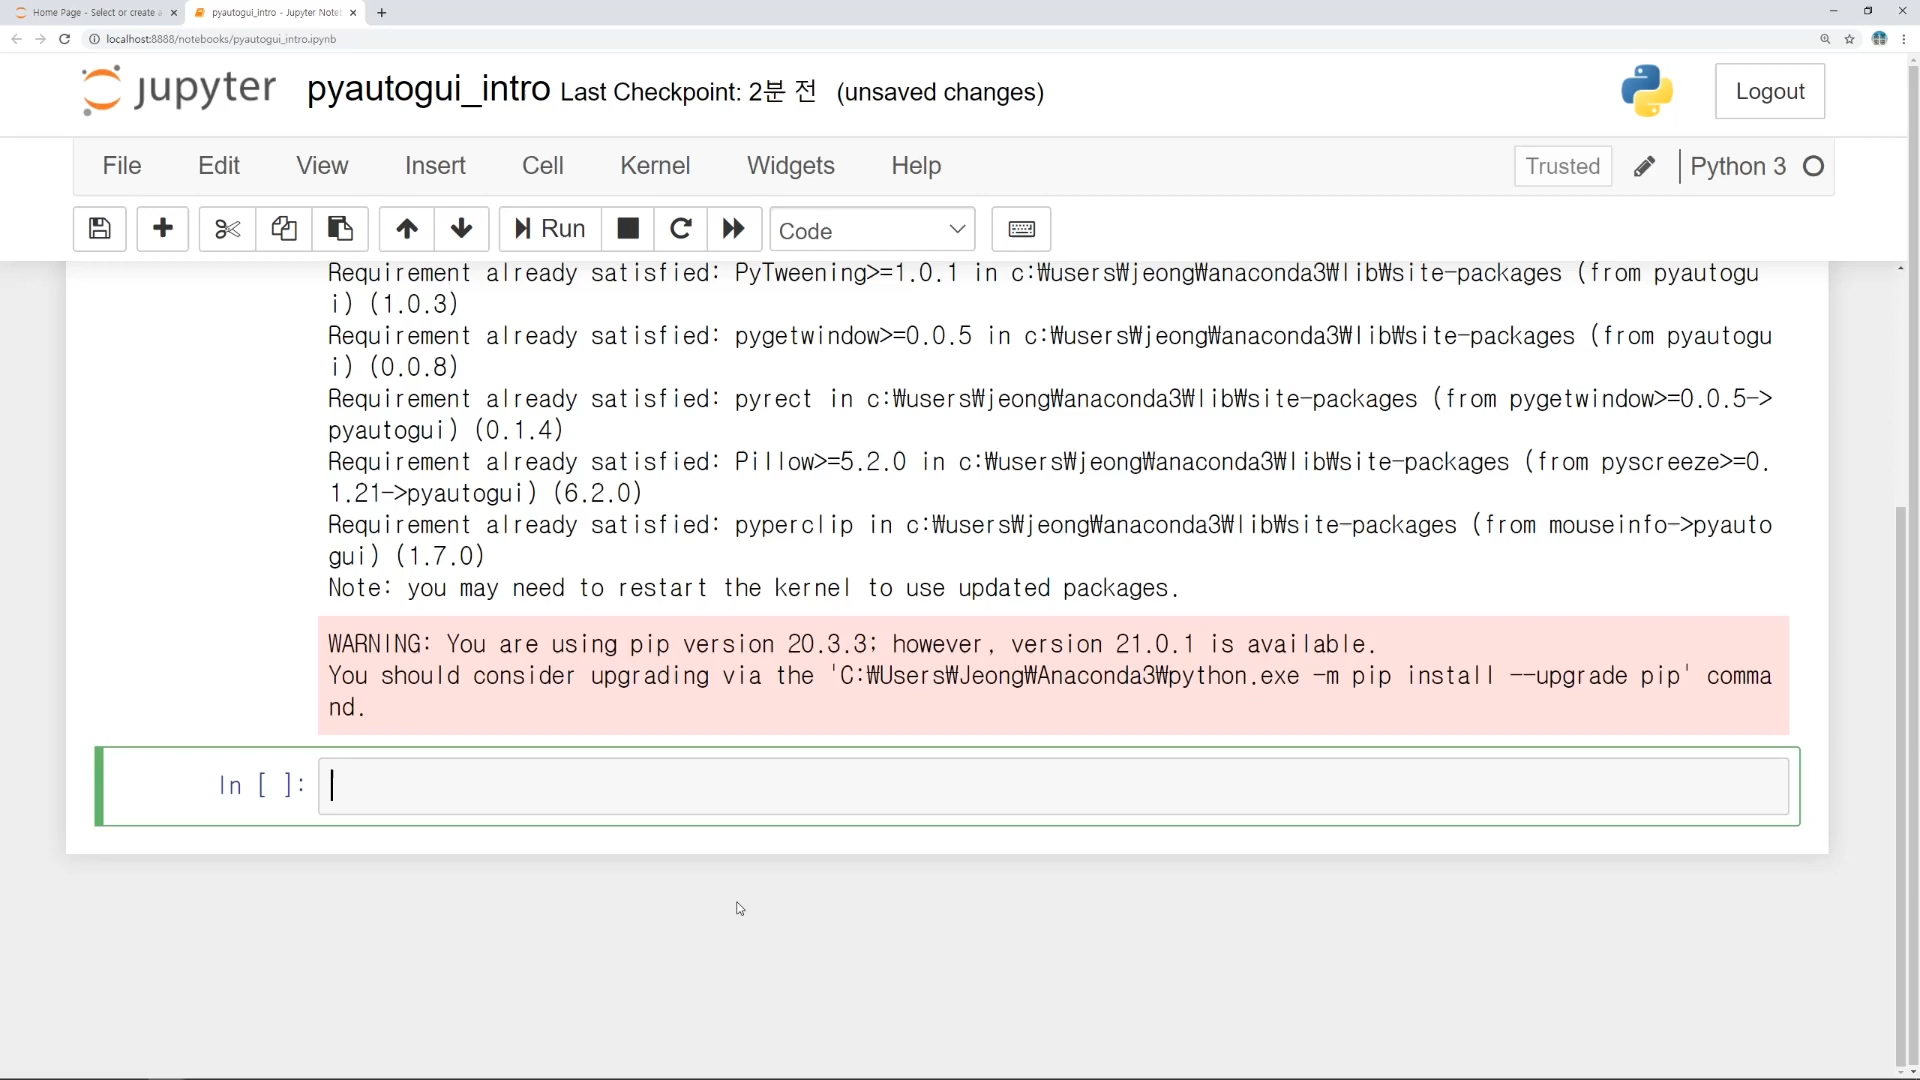 Home Page - Select or create a
pyautogui_intro - Jupyter Note
localhost:8888/notebooks/pyautogui_intro.ipynb
jupyter pyautogui_intro Last Checkpoint: 2분 전 (unsaved changes) Logout
File Edit View Insert Cell Kernel Widgets Help Trusted Python 3
Run Code
Requirement already satisfied: PyTweening>=1.0.1 in c:₩users₩jeong₩anaconda3₩lib₩site-packages (from pyautogu
i) (1.0.3)
Requirement already satisfied: pygetwindow>=0.0.5 in c:₩users₩jeong₩anaconda3₩lib₩site-packages (from pyautogu
i) (0.0.8)
Requirement already satisfied: pyrect in c:₩users₩jeong₩anaconda3₩lib₩site-packages (from pygetwindow>=0.0.5->
pyautogui) (0.1.4)
Requirement already satisfied: Pillow>=5.2.0 in c:₩users₩jeong₩anaconda3₩lib₩site-packages (from pyscreeze>=0.
1.21->pyautogui) (6.2.0)
Requirement already satisfied: pyperclip in c:₩users₩jeong₩anaconda3₩lib₩site-packages (from mouseinfo->pyauto
gui) (1.7.0)
Note: you may need to restart the kernel to use updated packages.
WARNING: You are using pip version 20.3.3; however, version 21.0.1 is available.
You should consider upgrading via the 'C:₩Users₩Jeong₩Anaconda3₩python.exe -m pip install --upgrade pip' comma
nd.
In [ ]: